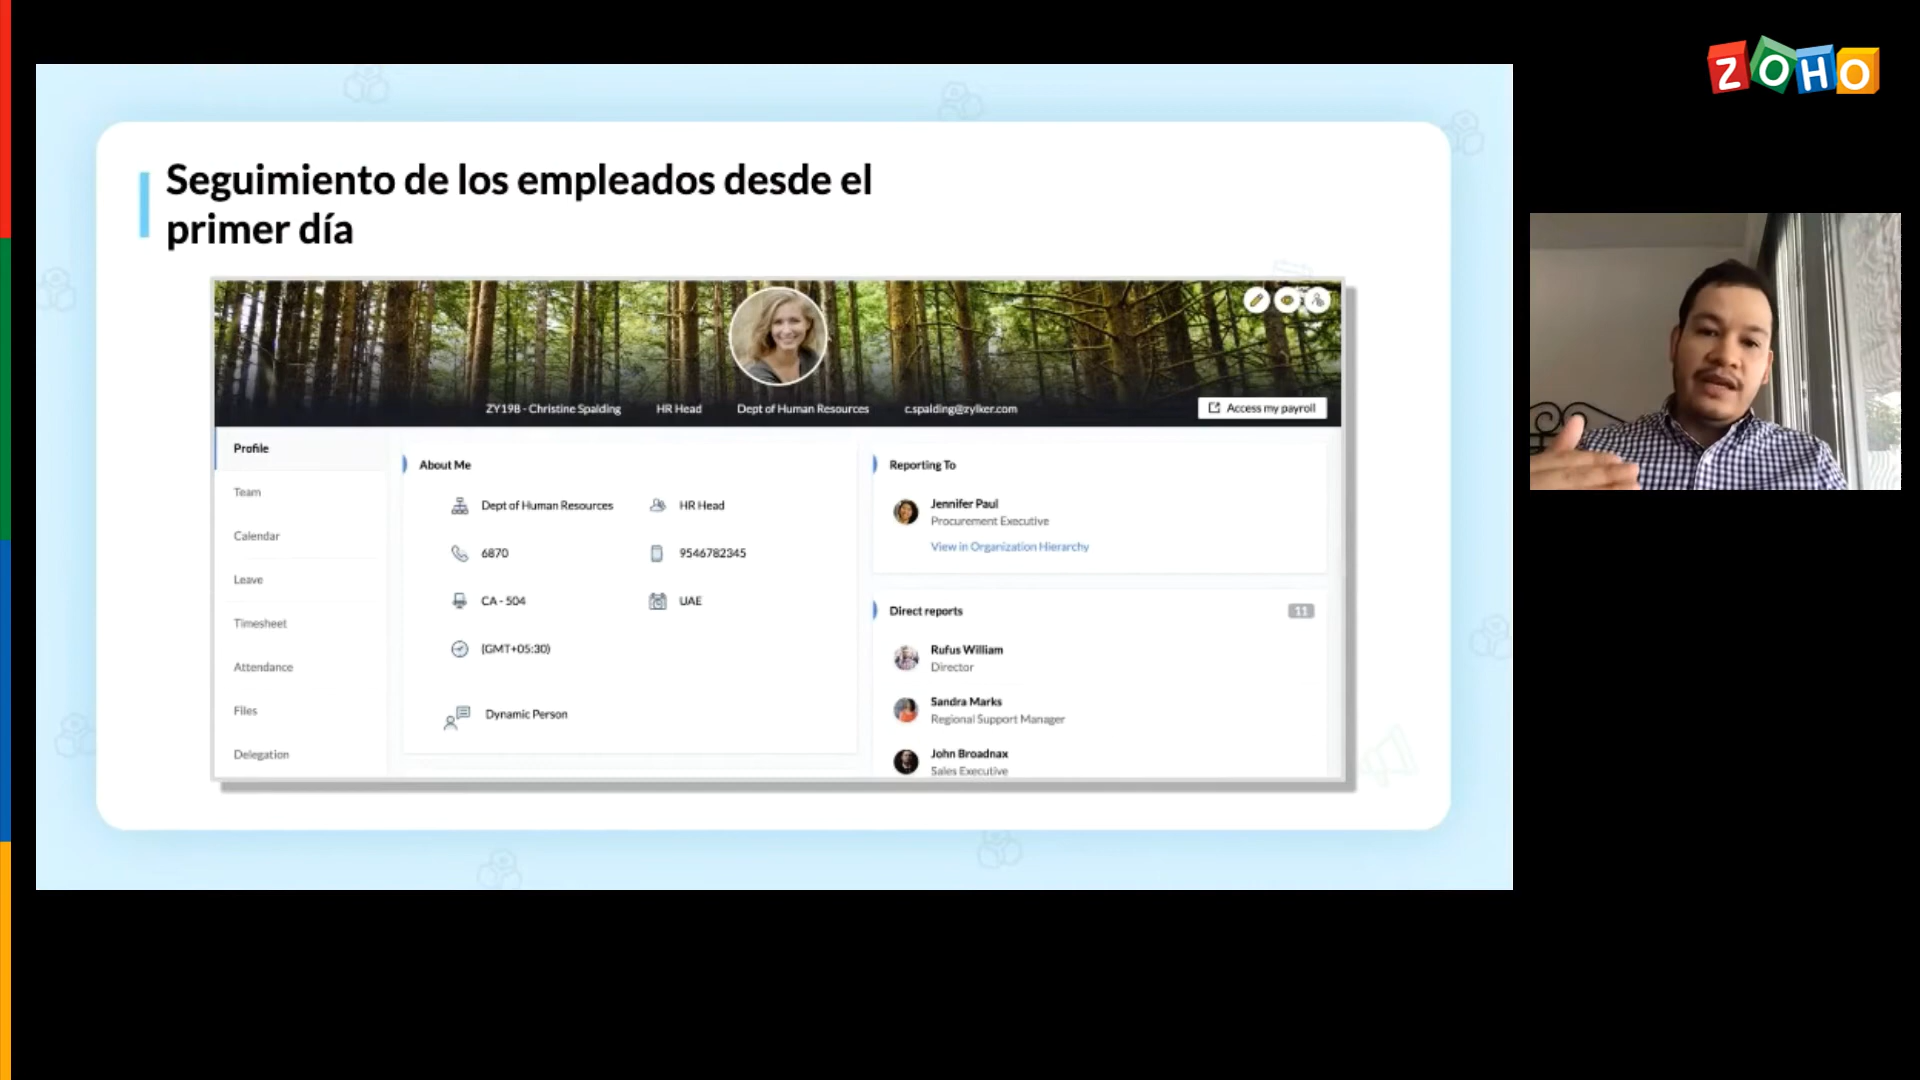 ZOHO
Seguimiento de los empleados desde el
primer día
ZY198 - Christine Spalding
HR Head
Dept of Human Resources
c.spalding@zylker.com
Access my payroll
Profile
Team
Calendar
Leave
Timesheet
Attendance
Files
Delegation
About Me
Dept of Human Resources
HR Head
6870
9546782345
CA - 504
UAE
(GMT+05:30)
Dynamic Person
Reporting To
Jennifer Paul
Procurement Executive
View in Organization Hierarchy
Direct reports
11
Rufus William
Director
Sandra Marks
Regional Support Manager
John Broadnax
Sales Executive